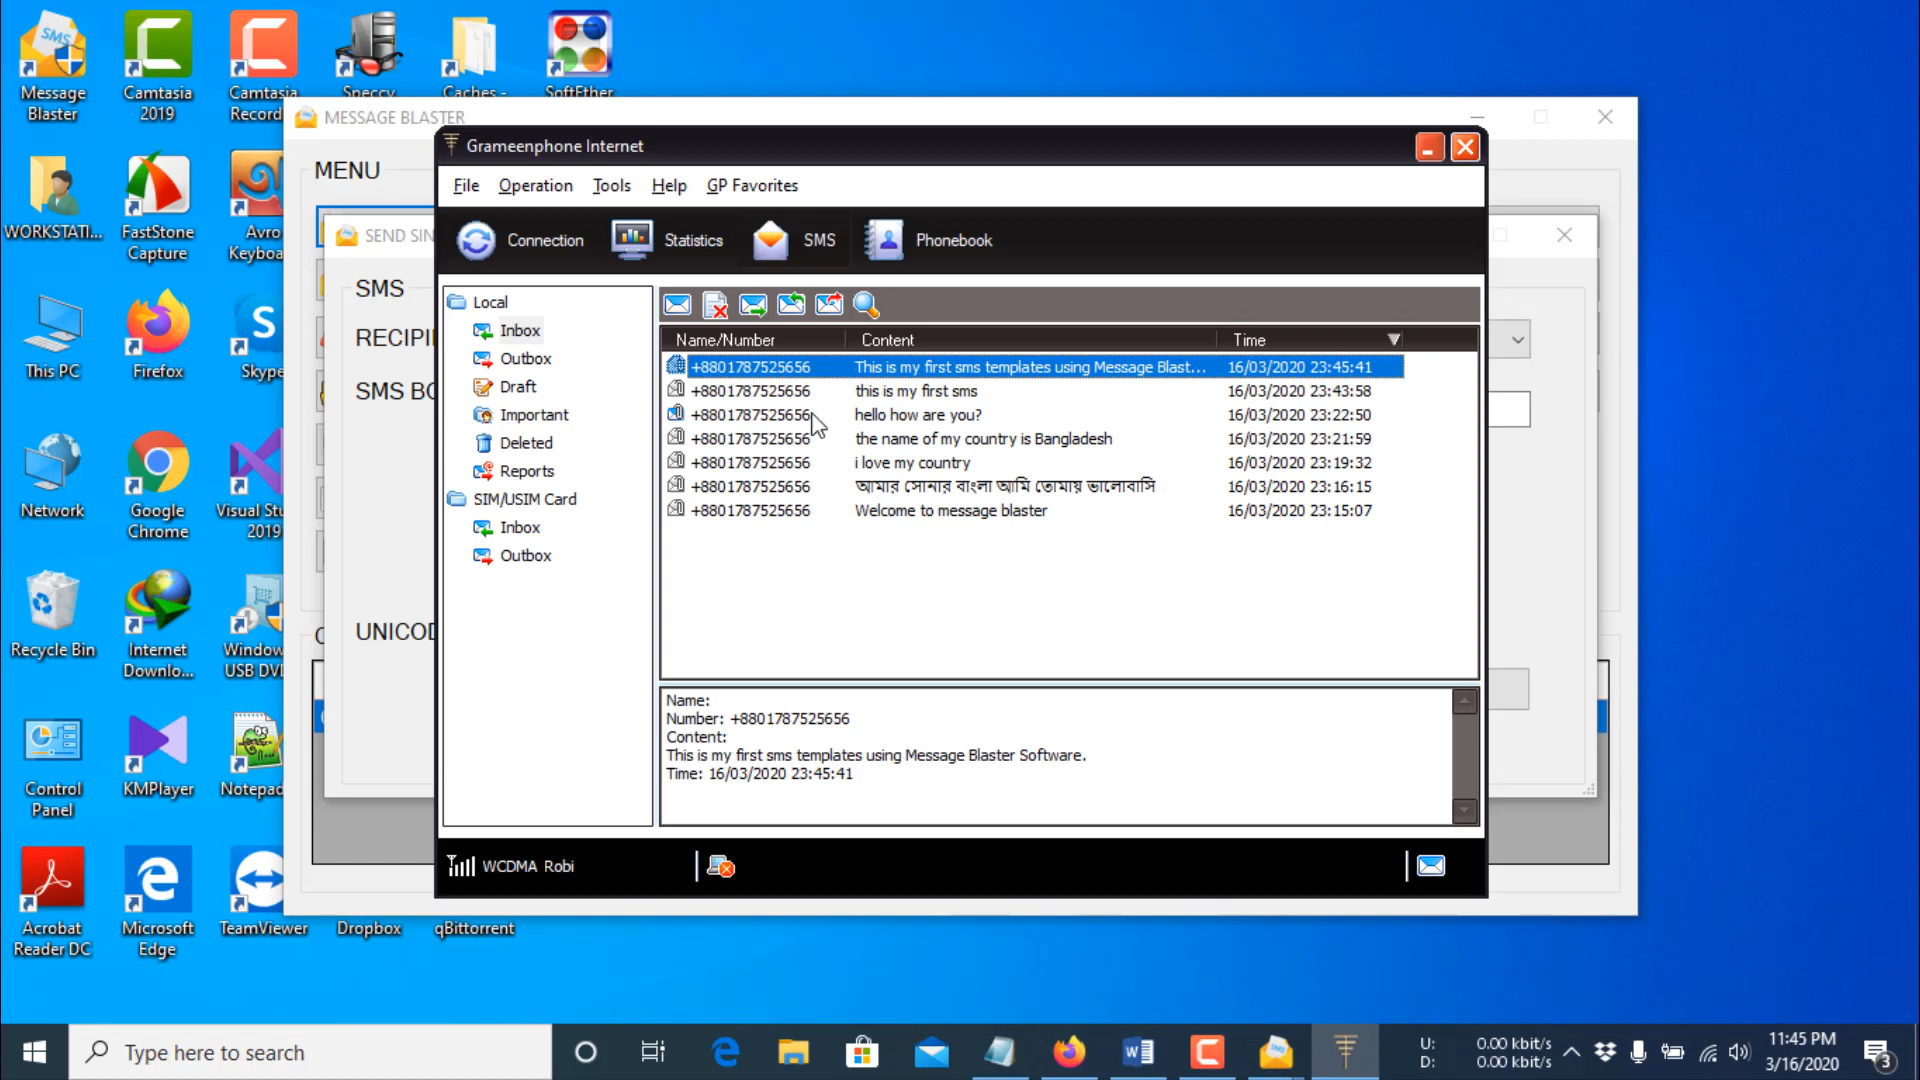 Message
Blaster
Camtasia
2019
Camtasia
Record
Speccy
Caches -
SoftEther
WORKSTATI...
FastStone
Capture
Avro
Keyboa
This PC
Firefox
Skype
Network
Google
Chrome
Visual Stu
2019
Recycle Bin
Internet
Downlo...
Window
USB DVD
Control
Panel
KMPlayer
Notepad
Acrobat
Reader DC
Microsoft
Edge
TeamViewer
Dropbox
qBittorrent
MESSAGE BLASTER
MENU
SEND SIN
SMS
RECIPI
SMS BO
UNICOD
Grameenphone Internet
File Operation Tools Help GP Favorites
Connection Statistics SMS Phonebook
Local
Inbox
Outbox
Draft
Important
Deleted
Reports
SIM/USIM Card
Inbox
Outbox
Name/Number Content Time
+8801787525656 This is my first sms templates using Message Blast... 16/03/2020 23:45:41
+8801787525656 this is my first sms 16/03/2020 23:43:58
+8801787525656 hello how are you? 16/03/2020 23:22:50
+8801787525656 the name of my country is Bangladesh 16/03/2020 23:21:59
+8801787525656 i love my country 16/03/2020 23:19:32
+8801787525656 আমার সোনার বাংলা আমি তোমায় ভালোবাসি 16/03/2020 23:16:15
+8801787525656 Welcome to message blaster 16/03/2020 23:15:07
Name:
Number: +8801787525656
Content:
This is my first sms templates using Message Blaster Software.
Time: 16/03/2020 23:45:41
WCDMA Robi
Type here to search
U: 0.00 kbit/s
D: 0.00 kbit/s
11:45 PM
3/16/2020
3